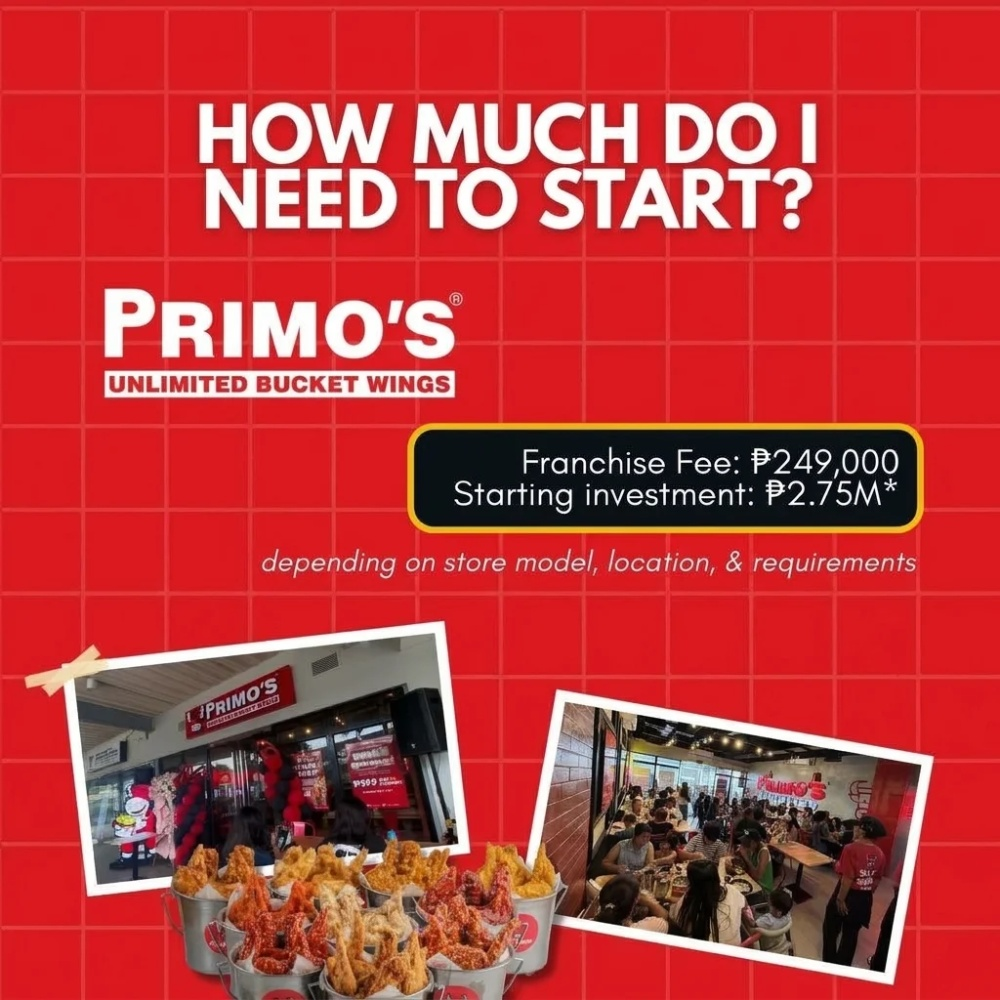 HOW MUCH DO I
NEED TO START?
PRIMO'S®
UNLIMITED BUCKET WINGS
Franchise Fee: ₱249,000
Starting investment: ₱2.75M*
depending on store model, location, & requirements
PRIMO'S
PRIMO'S